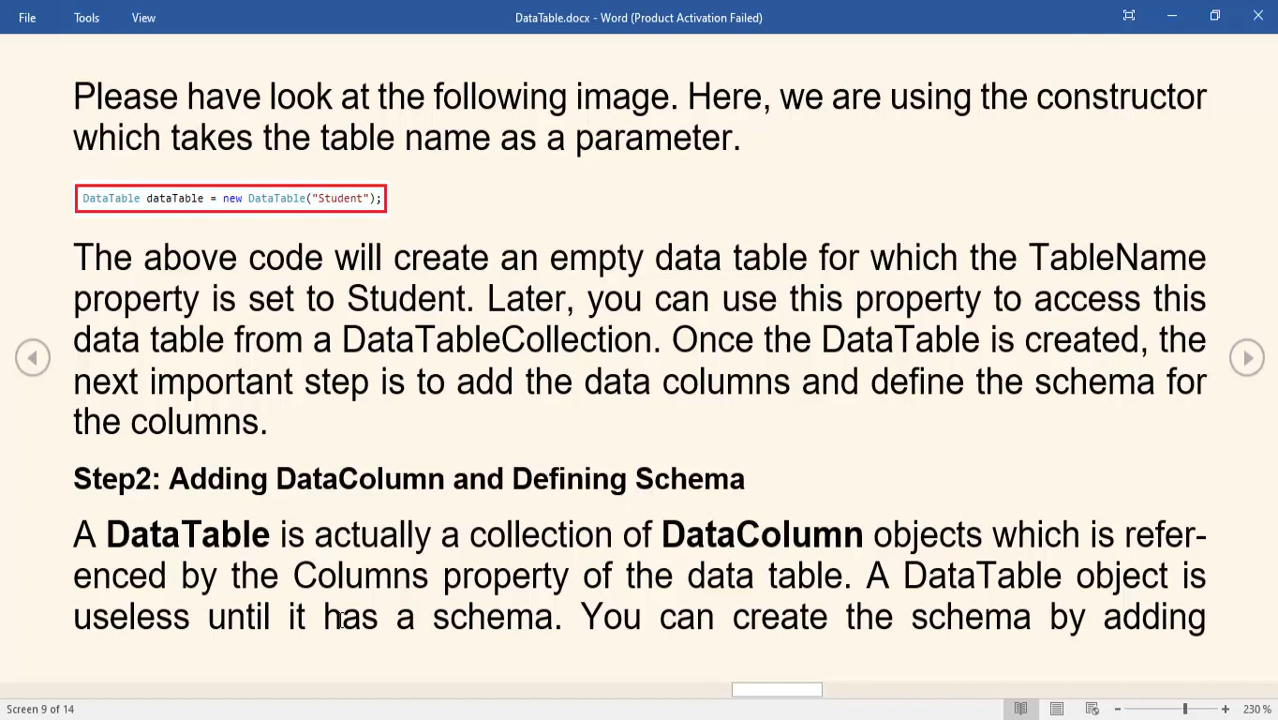 File Tools View DataTable.docx - Word (Product Activation Failed)
Please have look at the following image. Here, we are using the constructor
which takes the table name as a parameter.
DataTable dataTable = new DataTable("Student");
The above code will create an empty data table for which the TableName
property is set to Student. Later, you can use this property to access this
data table from a DataTableCollection. Once the DataTable is created, the
next important step is to add the data columns and define the schema for
the columns.
Step2: Adding DataColumn and Defining Schema
A DataTable is actually a collection of DataColumn objects which is refer-
enced by the Columns property of the data table. A DataTable object is
useless until it has a schema. You can create the schema by adding
Screen 9 of 14 230 %